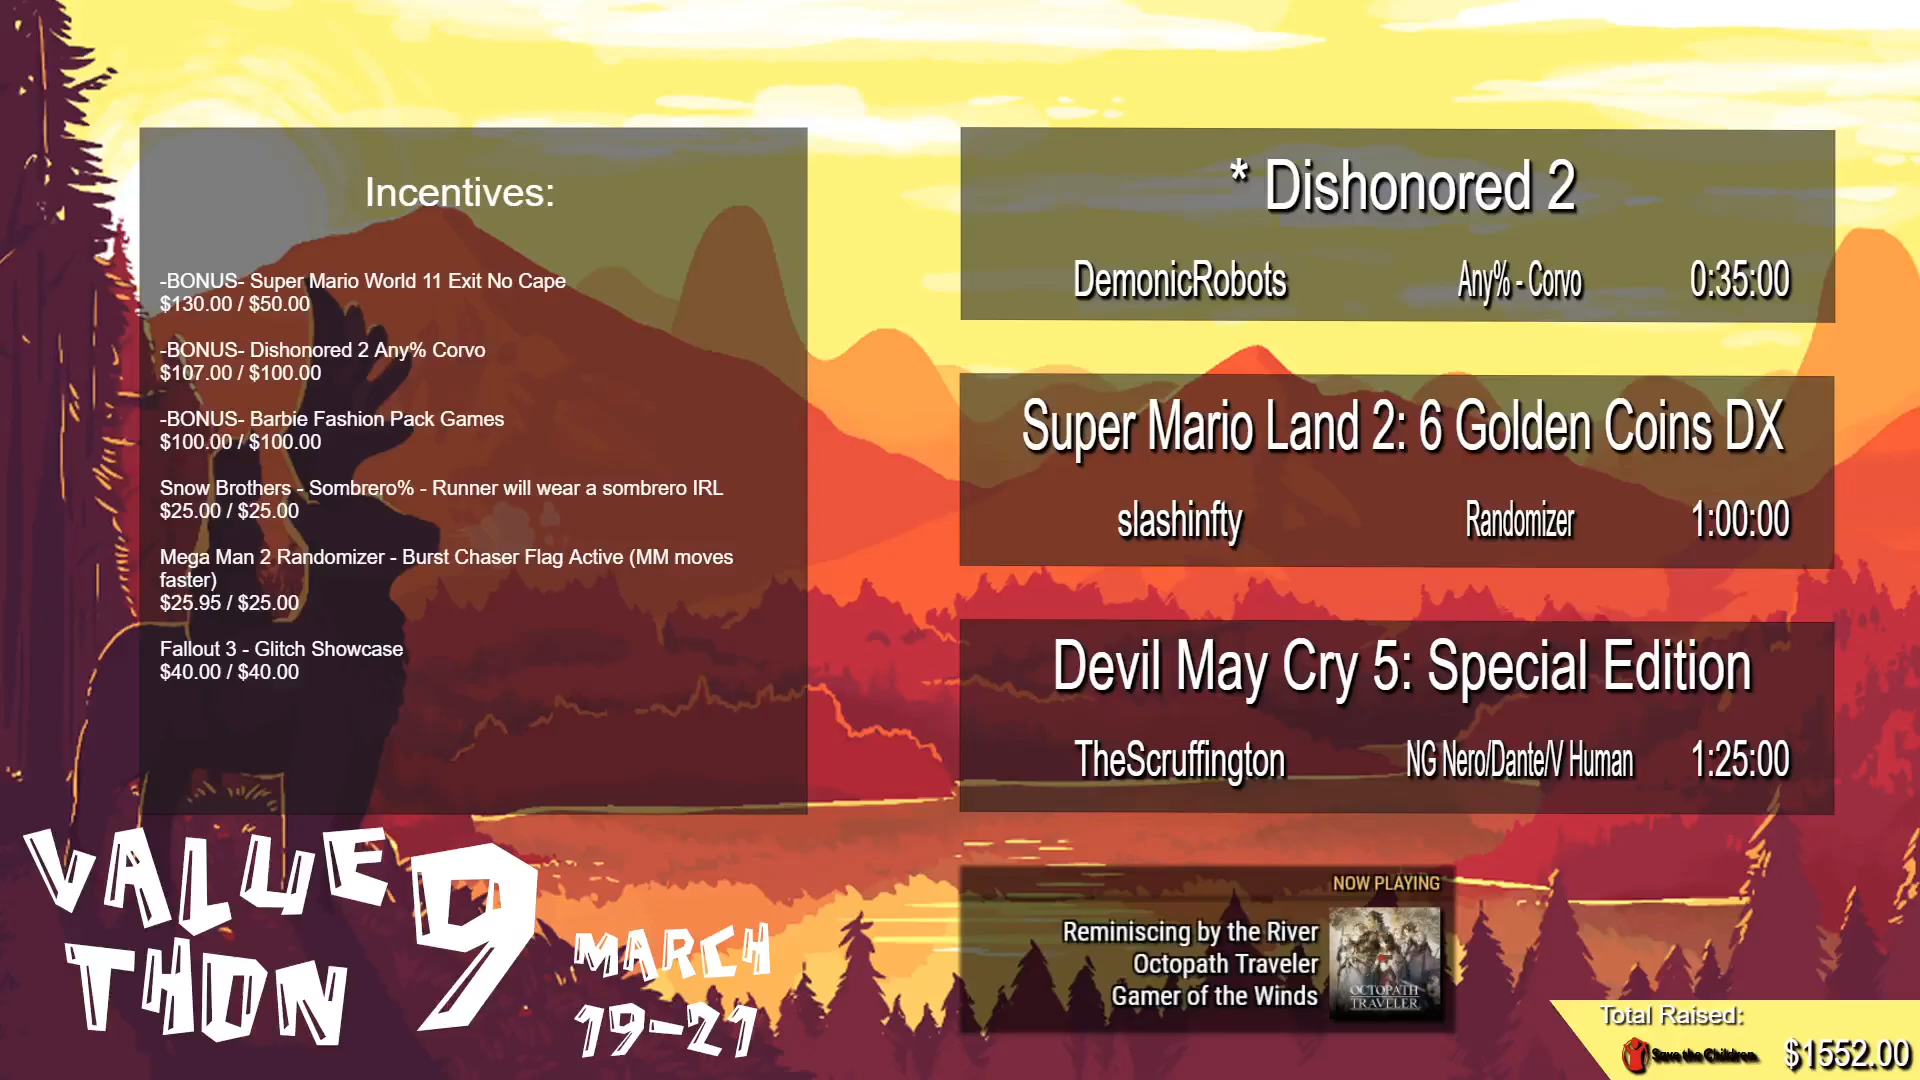 Incentives:
-BONUS- Super Mario World 11 Exit No Cape
$130.00 / $50.00
-BONUS- Dishonored 2 Any% Corvo
$107.00 / $100.00
-BONUS- Barbie Fashion Pack Games
$100.00 / $100.00
Snow Brothers - Sombrero% - Runner will wear a sombrero IRL
$25.00 / $25.00
Mega Man 2 Randomizer - Burst Chaser Flag Active (MM moves
faster)
$25.95 / $25.00
Fallout 3 - Glitch Showcase
$40.00 / $40.00
* Dishonored 2
DemonicRobots Any% - Corvo 0:35:00
Super Mario Land 2: 6 Golden Coins DX
slashinfty Randomizer 1:00:00
Devil May Cry 5: Special Edition
TheScruffington NG Nero/Dante/V Human 1:25:00
VALUE
THON 9
MARCH
19-21
NOW PLAYING
Reminiscing by the River
Octopath Traveler
Gamer of the Winds
OCTOPATH
TRAVELER
Total Raised:
Save the Children. $1552.00